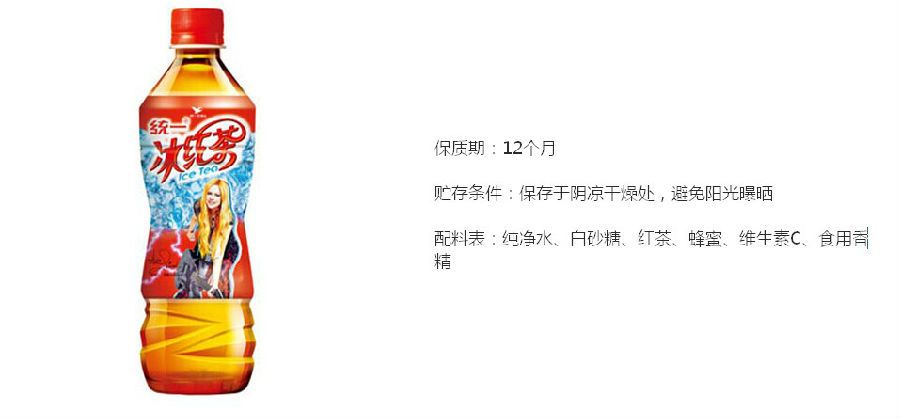 统一
冰红茶
Ice Tea
保质期：12个月
贮存条件：保存于阴凉干燥处，避免阳光曝晒
配料表：纯净水、白砂糖、红茶、蜂蜜、维生素C、食用香
精